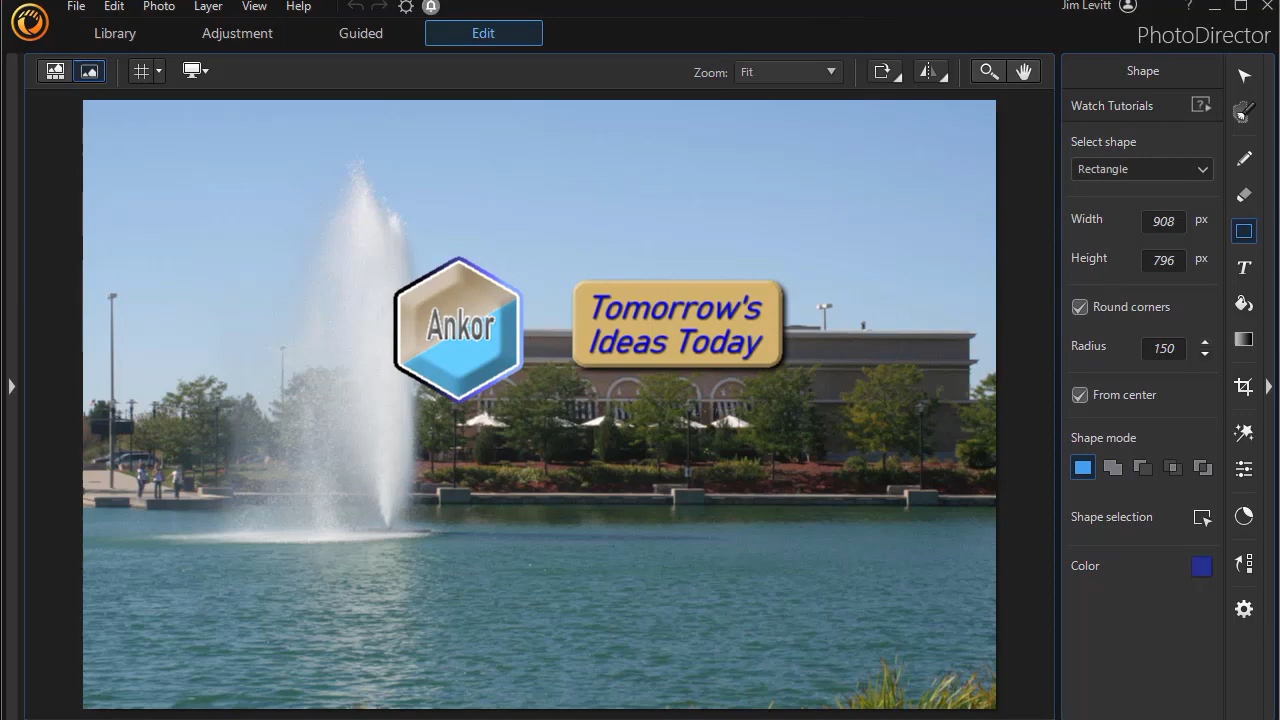 File Edit Photo Layer View Help
Jim Levitt ?
Library Adjustment Guided Edit
PhotoDirector
Zoom: Fit
Shape
Watch Tutorials
Select shape
Rectangle
Width 908 px
Height 796 px
Round corners
Radius 150
From center
Shape mode
Shape selection
Color
Ankor
Tomorrow's
Ideas Today